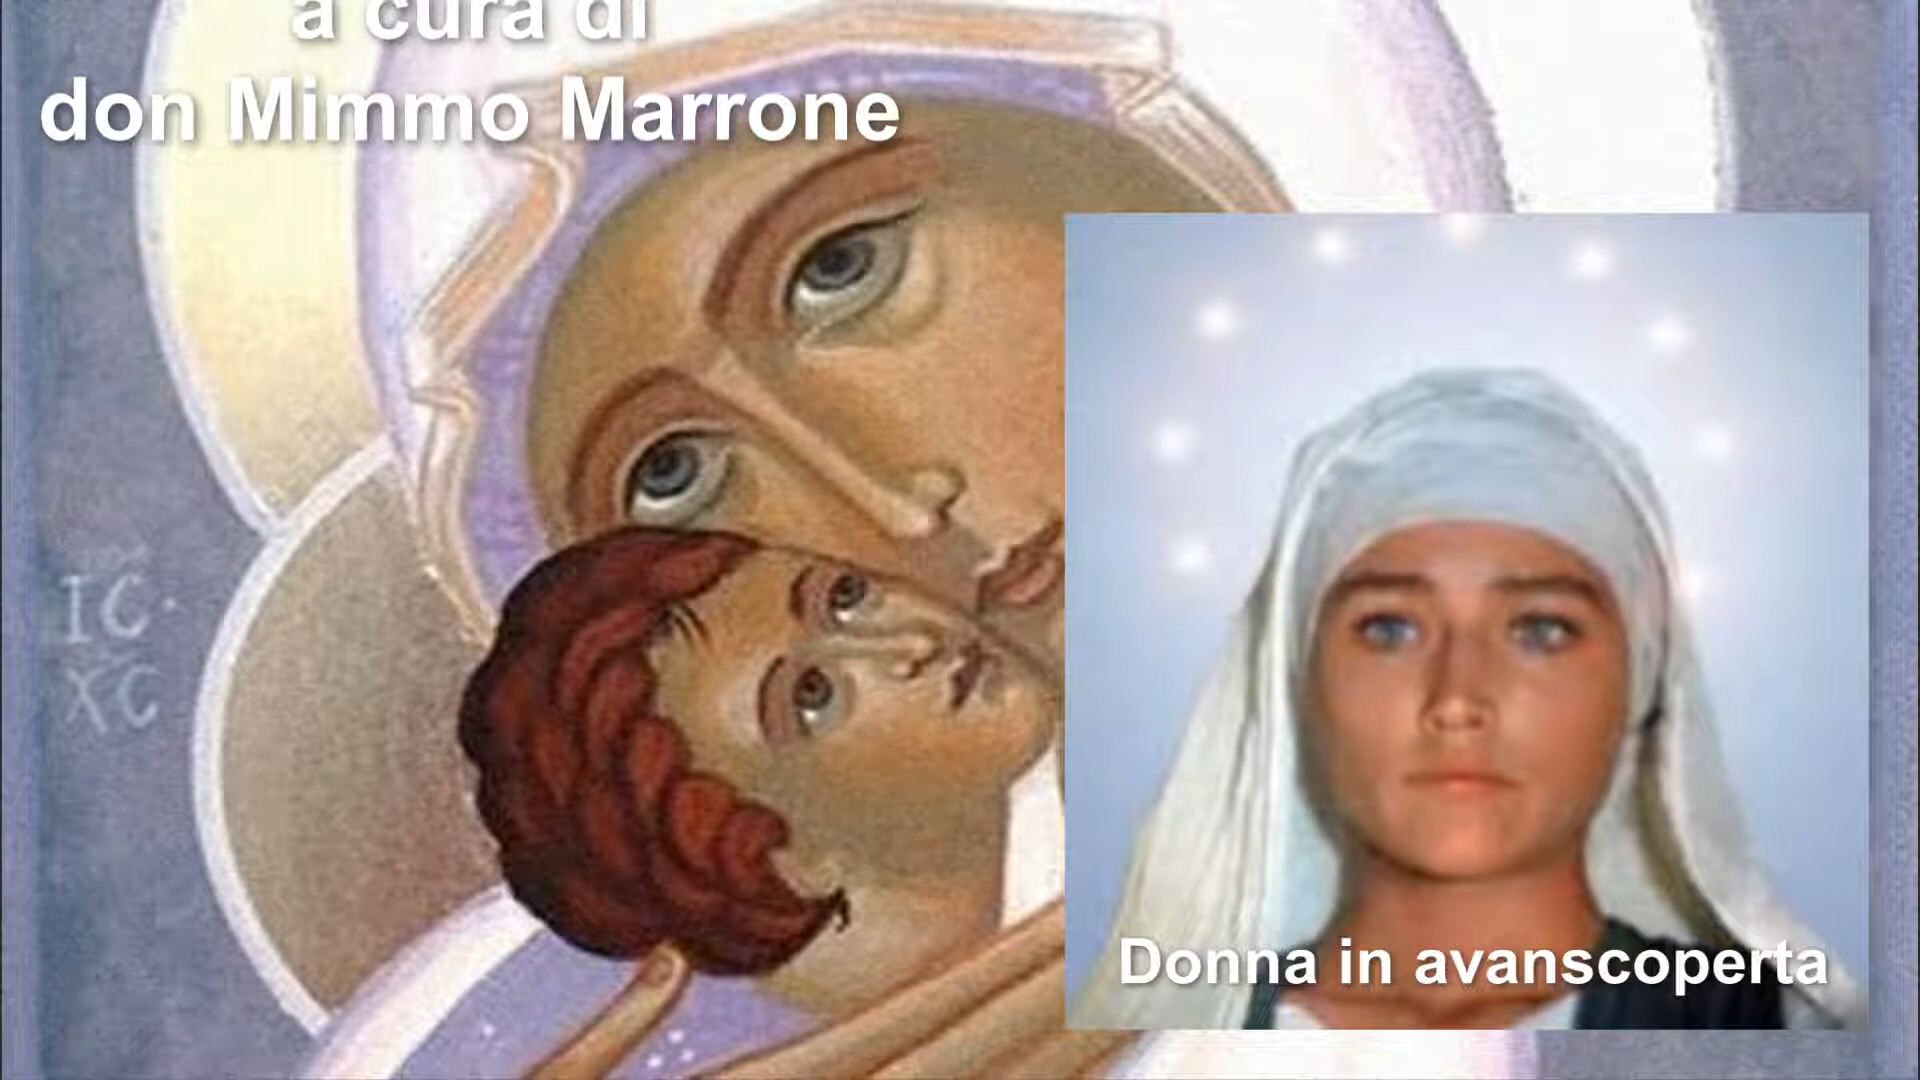 a cura di
don Mimmo Marrone
IC·
XC
Donna in avanscoperta